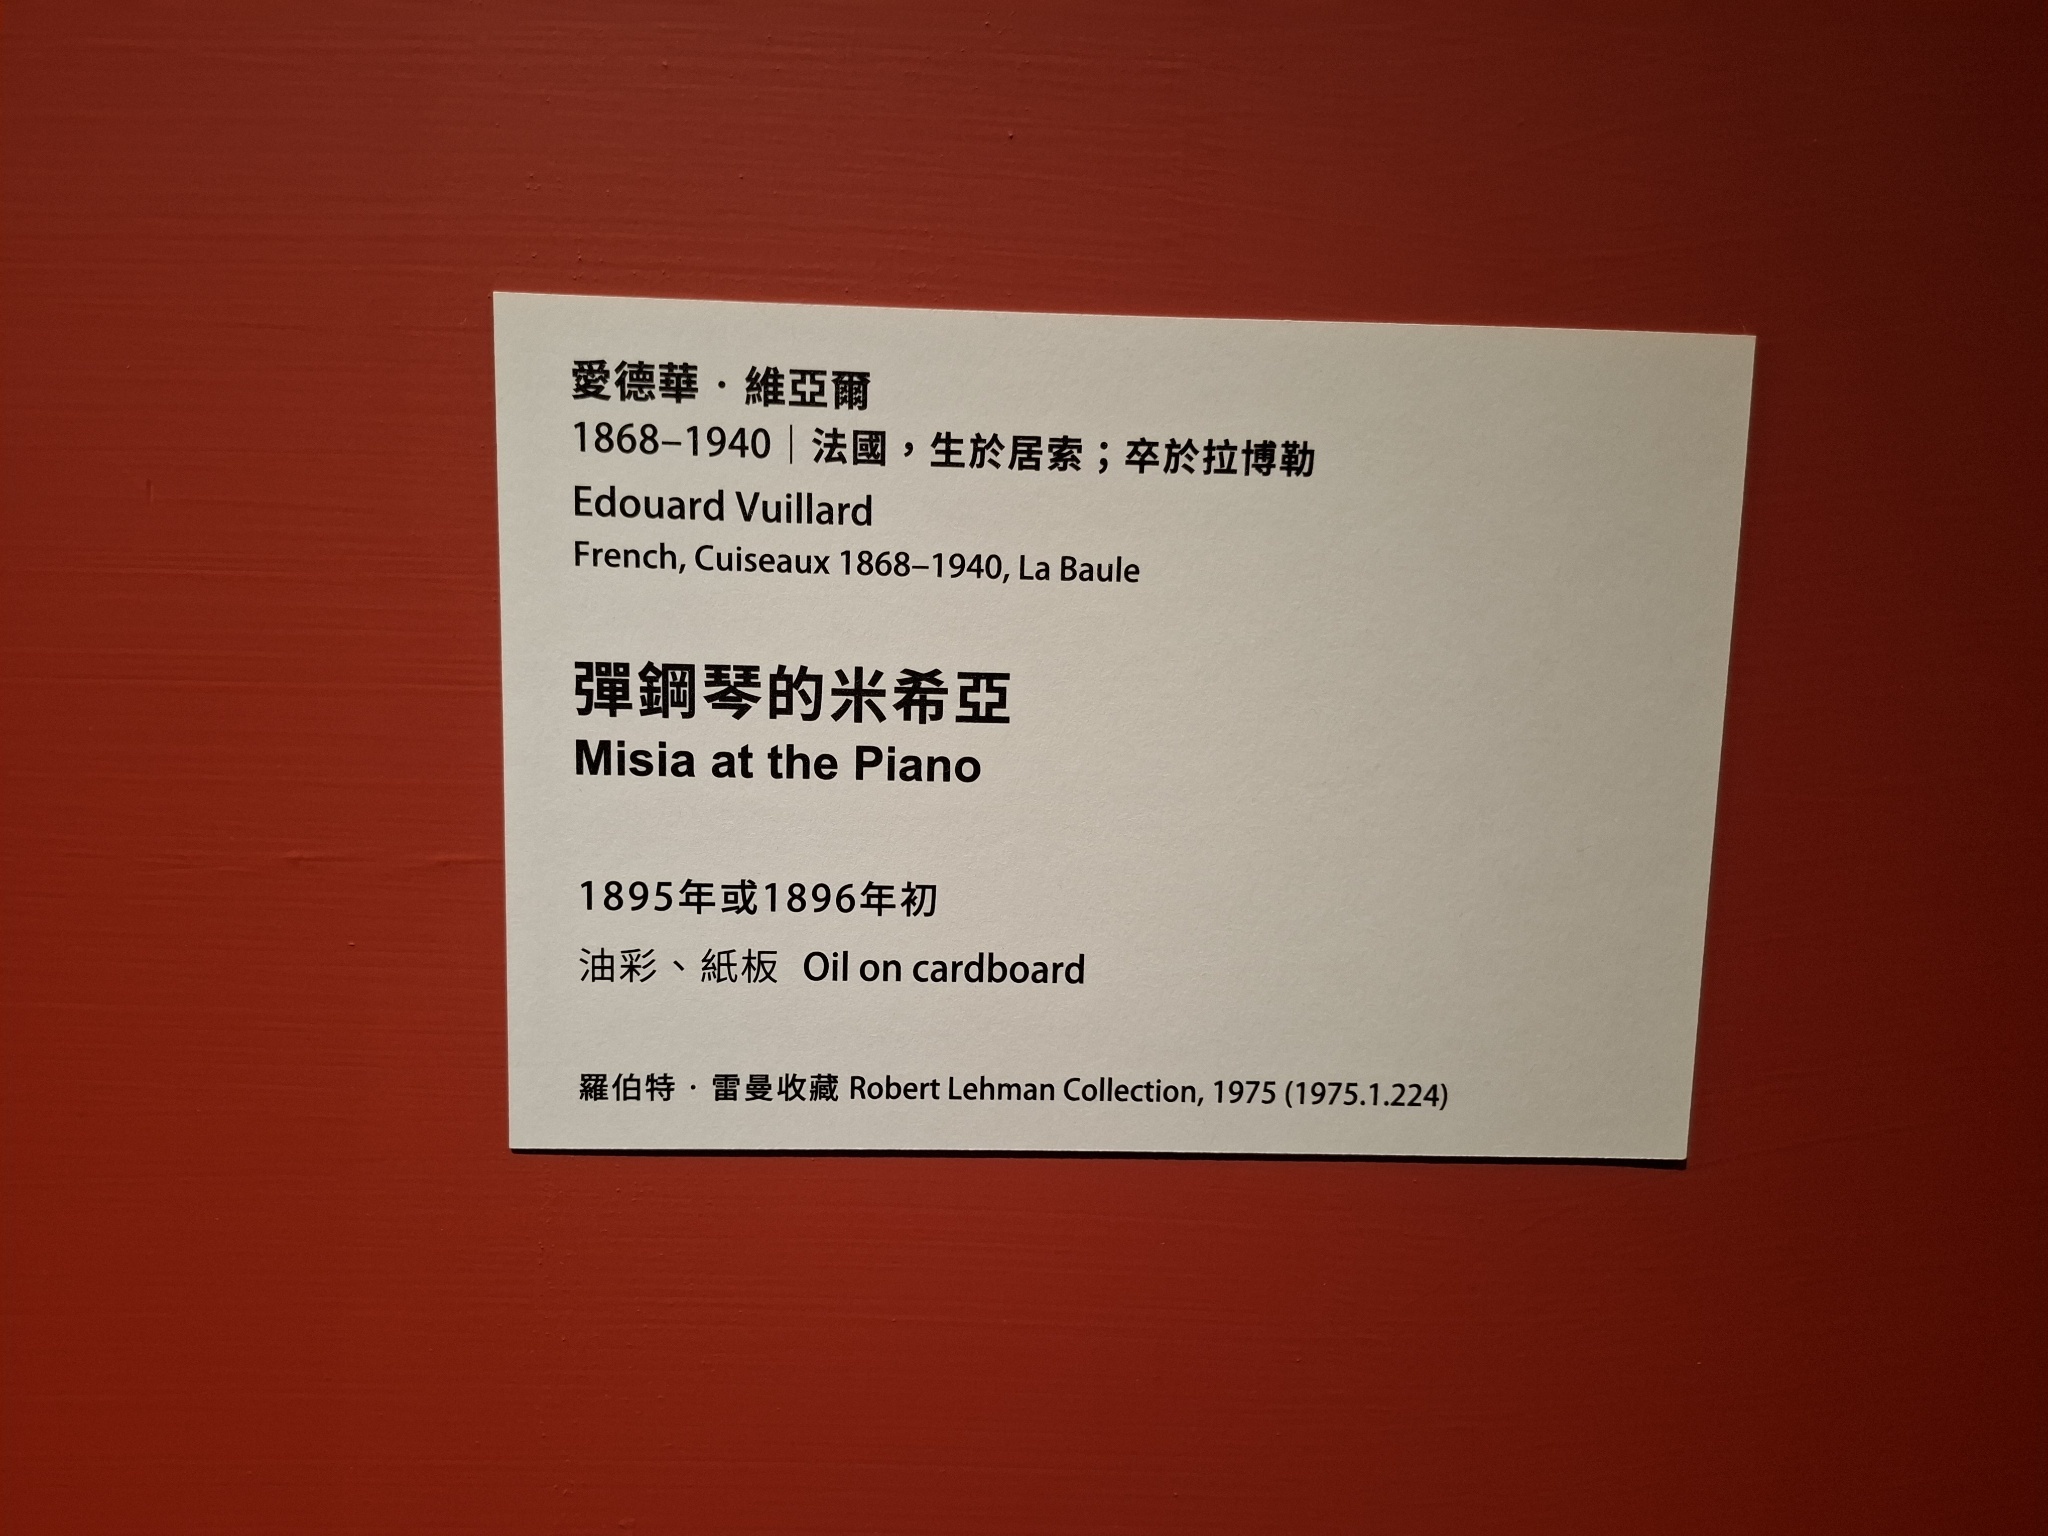 愛德華·維亞爾
1868–1940｜法國，生於居索；卒於拉博勒
Edouard Vuillard
French, Cuiseaux 1868–1940, La Baule
彈鋼琴的米希亞
Misia at the Piano
1895年或1896年初
油彩、紙板 Oil on cardboard
羅伯特·雷曼收藏 Robert Lehman Collection, 1975 (1975.1.224)